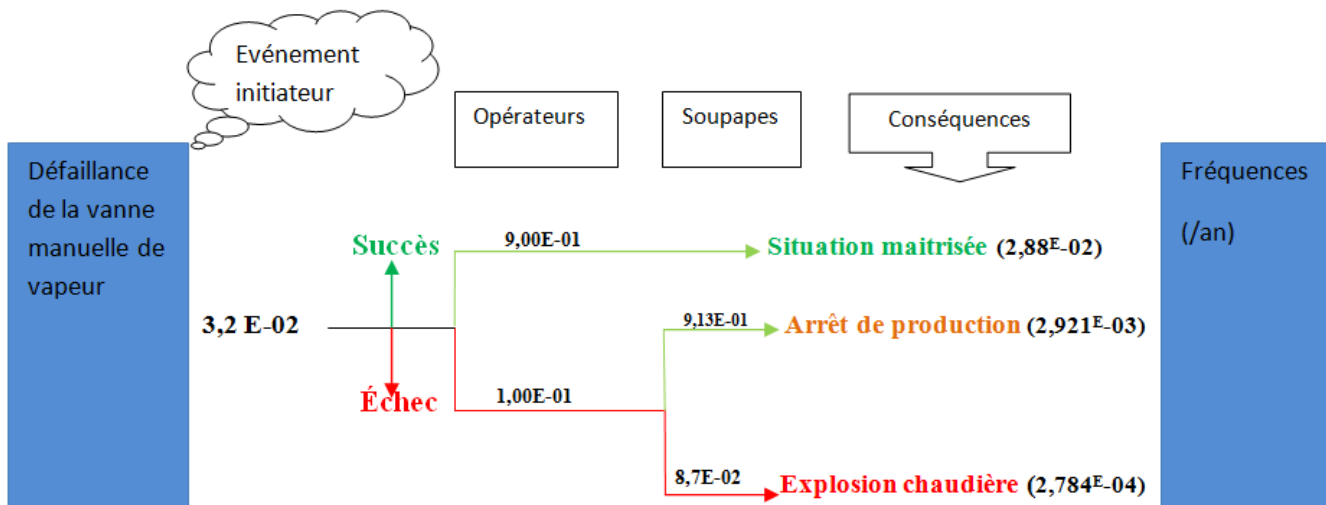 Evénement
initiateur
Opérateurs
Soupapes
Conséquences
Défaillance
de la vanne
manuelle de
vapeur
Fréquences
(/an)
Succès
9,00E-01
Situation maitrisée (2,88E-02)
3,2 E-02
9,13E-01
Arrêt de production (2,921E-03)
Échec
1,00E-01
8,7E-02
Explosion chaudière (2,784E-04)